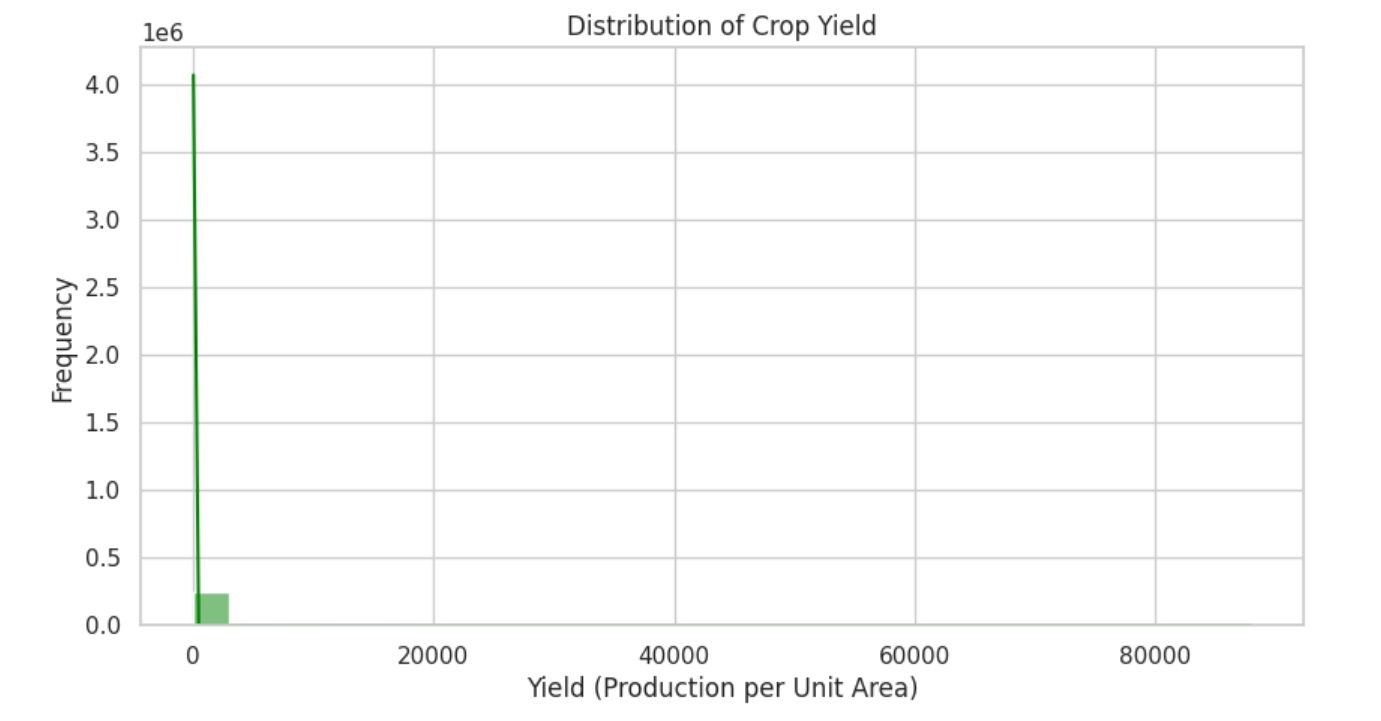 Distribution of Crop Yield
1e6
4.0
3.5
3.0
2.5
2.0
1.5
1.0
0.5
0.0
Frequency
0 20000 40000 60000 80000
Yield (Production per Unit Area)